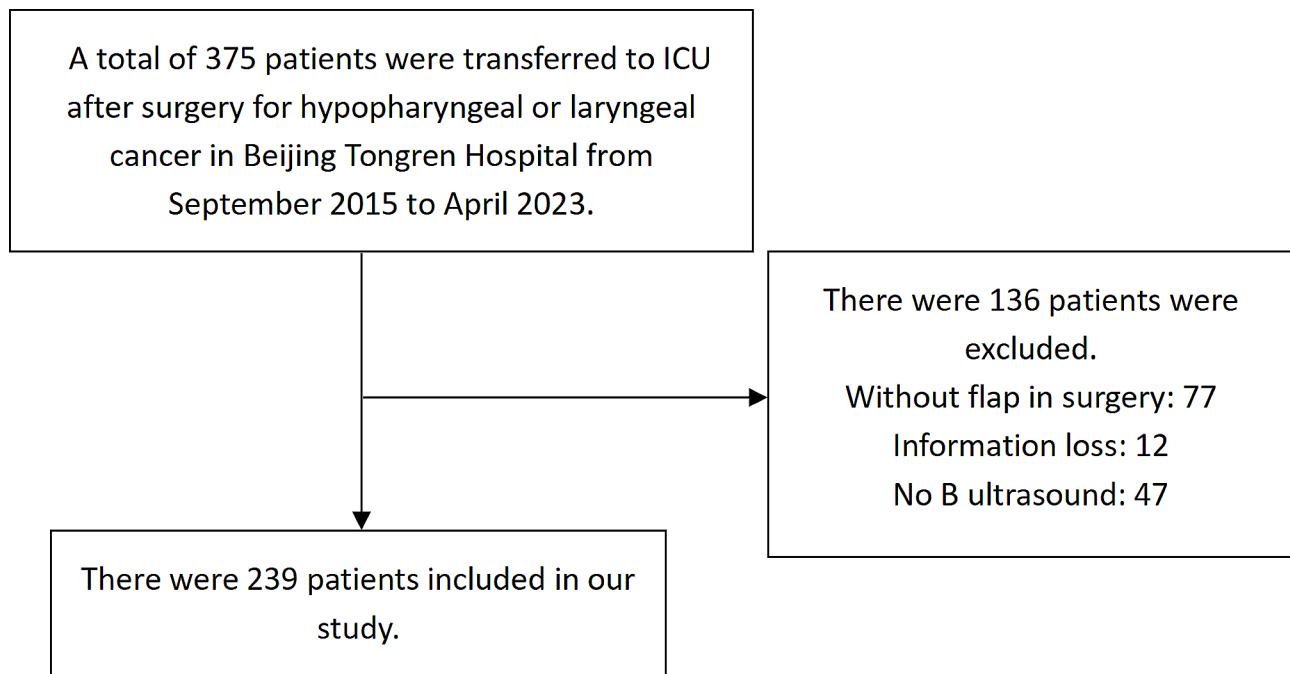 A total of 375 patients were transferred to ICU
after surgery for hypopharyngeal or laryngeal
cancer in Beijing Tongren Hospital from
September 2015 to April 2023.
There were 136 patients were
excluded.
Without flap in surgery: 77
Information loss: 12
No B ultrasound: 47
There were 239 patients included in our
study.